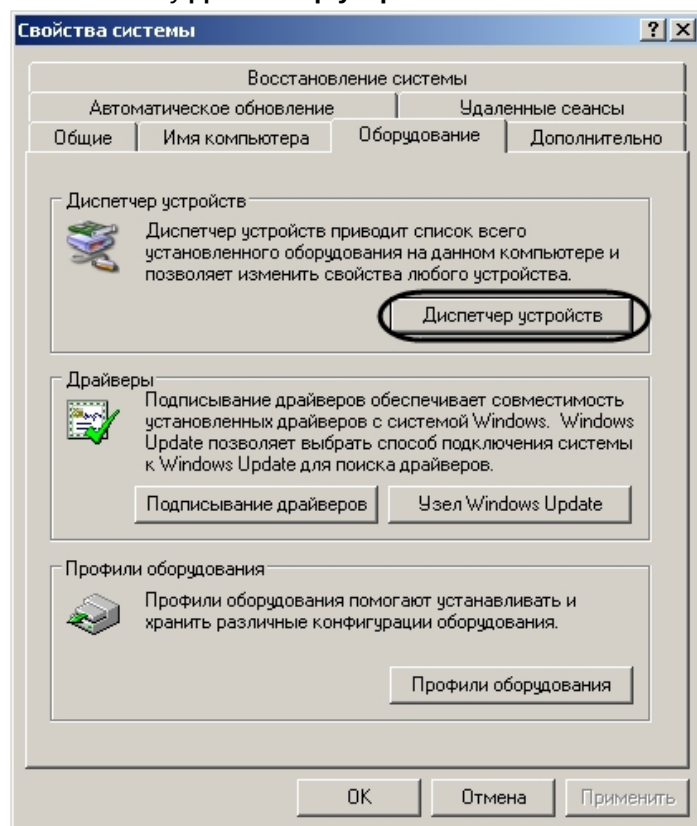 Свойства системы
Восстановление системы
Автоматическое обновление
Удаленные сеансы
Общие
Имя компьютера
Оборудование
Дополнительно
Диспетчер устройств
Диспетчер устройств приводит список всего
установленного оборудования на данном компьютере и
позволяет изменить свойства любого устройства.
Диспетчер устройств
Драйверы
Подписывание драйверов обеспечивает совместимость
установленных драйверов с системой Windows. Windows
Update позволяет выбрать способ подключения системы
к Windows Update для поиска драйверов.
Подписывание драйверов
Узел Windows Update
Профили оборудования
Профили оборудования помогают устанавливать и
хранить различные конфигурации оборудования.
Профили оборудования
OK
Отмена
Применить